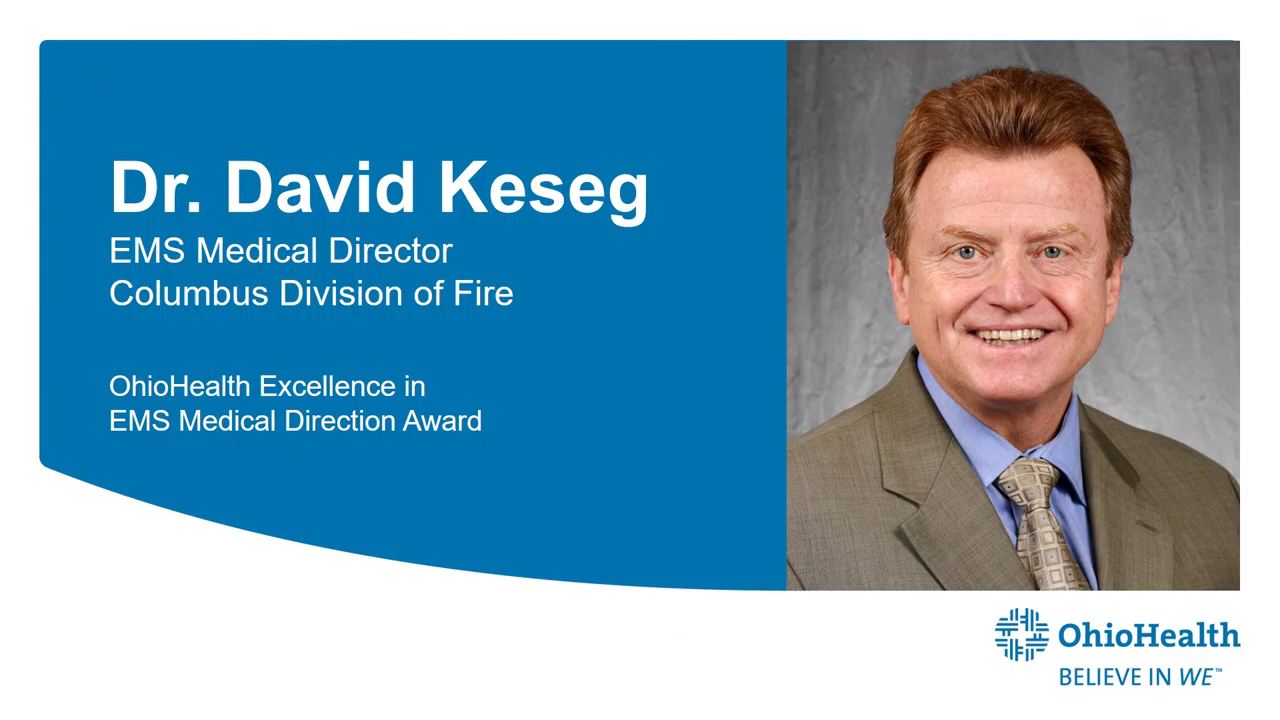 Dr. David Keseg
EMS Medical Director
Columbus Division of Fire
OhioHealth Excellence in
EMS Medical Direction Award
OhioHealth
BELIEVE IN WE™